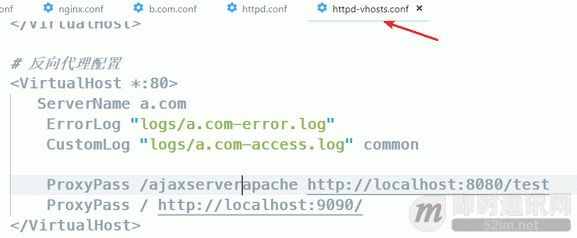 .conf nginx.conf b.com.conf httpd.conf httpd-vhosts.conf ×
</VirtualHost>
# 反向代理配置
<VirtualHost *:80>
ServerName a.com
ErrorLog "logs/a.com-error.log"
CustomLog "logs/a.com-access.log" common
ProxyPass /ajaxserverapache http://localhost:8080/test
ProxyPass / http://localhost:9090/
</VirtualHost>
即时通讯网
52im.net